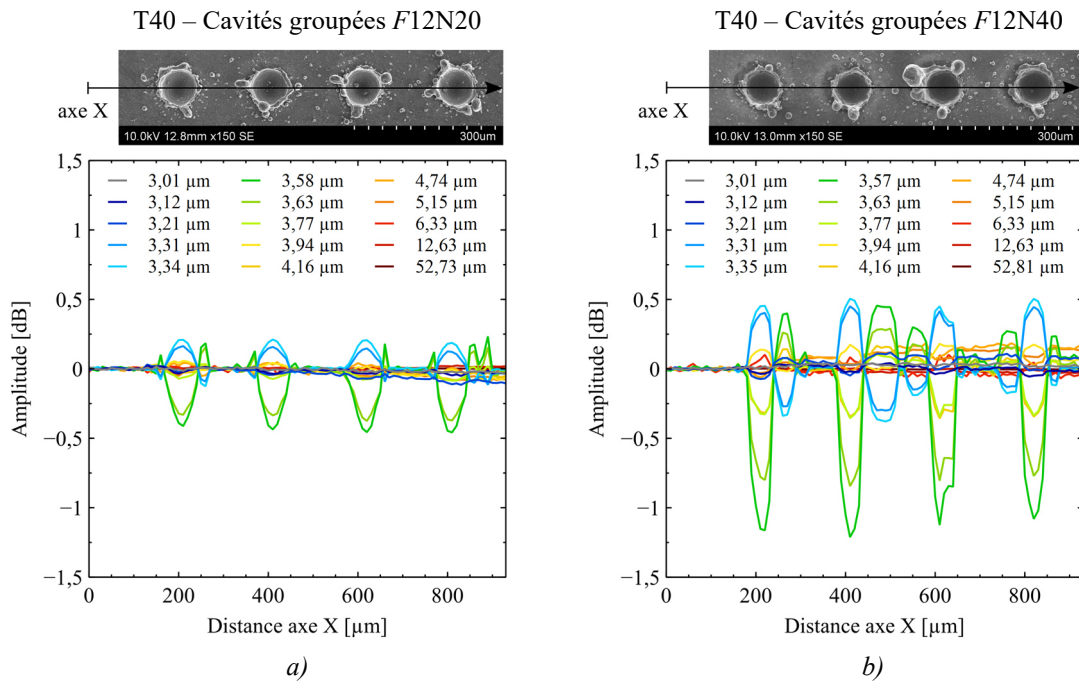 T40 – Cavités groupées F12N20
axe X
10.0kV 12.8mm x150 SE 300um
1,5
1
0,5
0
−0,5
−1
−1,5
Amplitude [dB]
3,01 µm 3,58 µm 4,74 µm
3,12 µm 3,63 µm 5,15 µm
3,21 µm 3,77 µm 6,33 µm
3,31 µm 3,94 µm 12,63 µm
3,34 µm 4,16 µm 52,73 µm
0 200 400 600 800
Distance axe X [µm]
a)
T40 – Cavités groupées F12N40
axe X
10.0kV 13.0mm x150 SE 300um
1,5
1
0,5
0
−0,5
−1
−1,5
Amplitude [dB]
3,01 µm 3,57 µm 4,74 µm
3,12 µm 3,63 µm 5,15 µm
3,21 µm 3,77 µm 6,33 µm
3,31 µm 3,94 µm 12,63 µm
3,35 µm 4,16 µm 52,81 µm
0 200 400 600 800
Distance axe X [µm]
b)